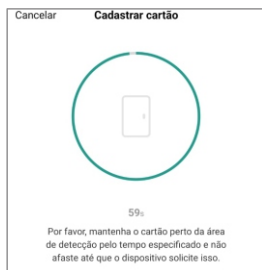 Cancelar Cadastrar cartão
59s
Por favor, mantenha o cartão perto da área
de detecção pelo tempo especificado e não
afaste até que o dispositivo solicite isso.